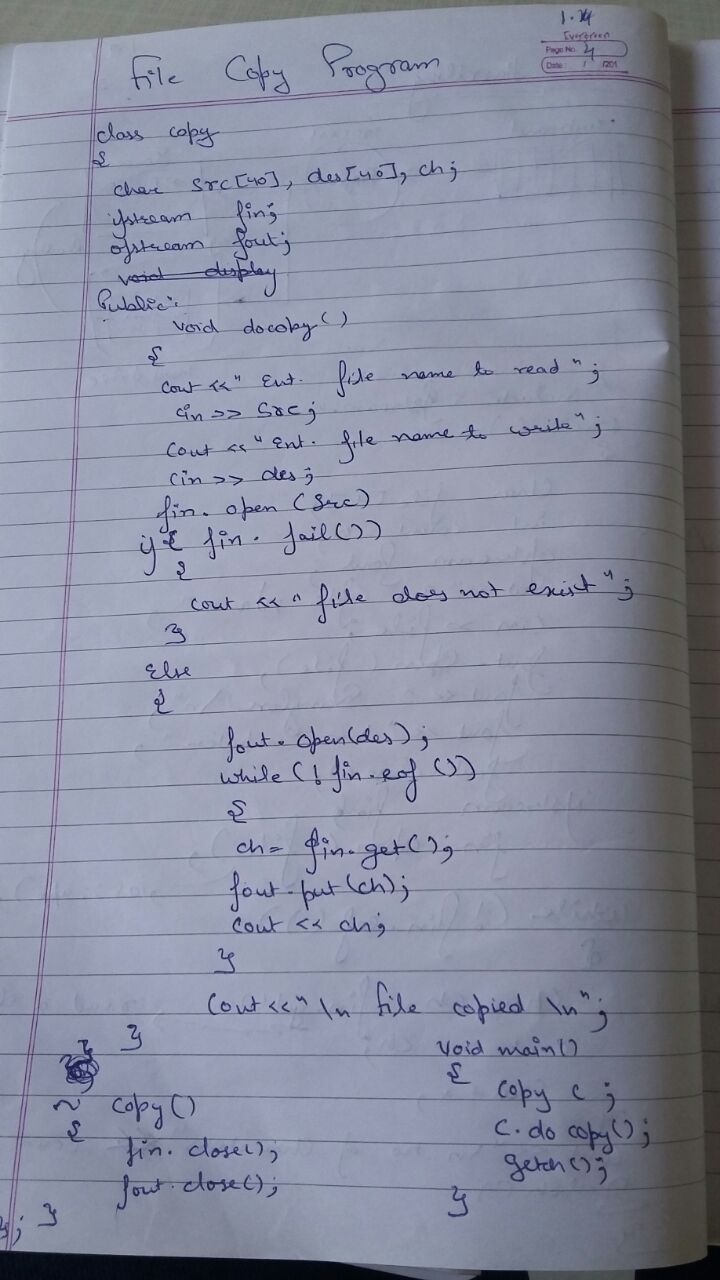 1.14
Evergreen
Page No. 4
Date: / /201
File Copy Program
class copy
{
char src[40], des[40], ch;
ifstream fin;
ofstream fout;
void display
Public:
void docopy()
{
cout <<" Ent. file name to read";
cin >> src;
cout <<" Ent. file name to write";
cin >> des;
fin. open (src)
if ( fin. fail())
{
cout << " file does not exist";
}
Else
{
fout. open(des);
while (! fin.eof ())
{
ch= fin.get();
fout.put(ch);
cout << ch;
}
cout<<" \n file copied \n";
}
}
~ copy()
{
fin. close();
fout.close();
}
};
void main()
{
copy c ;
c. do copy();
getch();
}